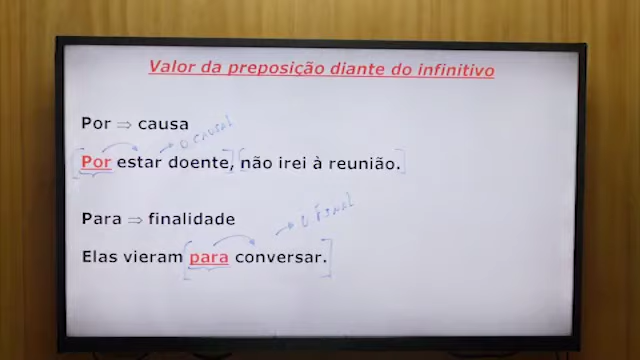 Valor da preposição diante do infinitivo
Por ⇒ causa
O CAUSAL
Por estar doente, não irei à reunião.
Para ⇒ finalidade
O FINAL
Elas vieram para conversar.